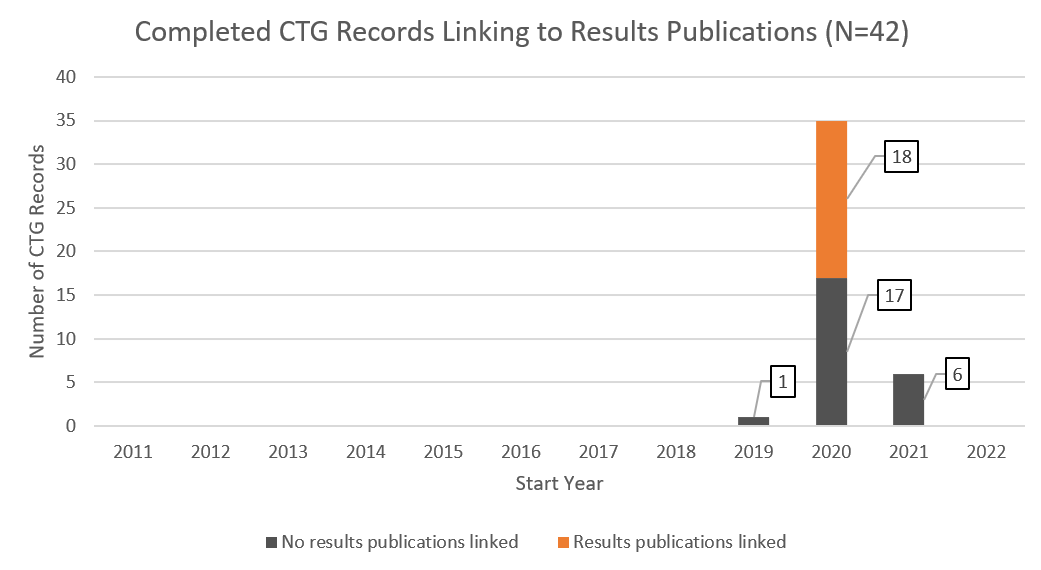 Completed CTG Records Linking to Results Publications (N=42)
Number of CTG Records
40
35
30
25
20
15
10
5
0
18
17
1
6
2011 2012 2013 2014 2015 2016 2017 2018 2019 2020 2021 2022
Start Year
No results publications linked Results publications linked